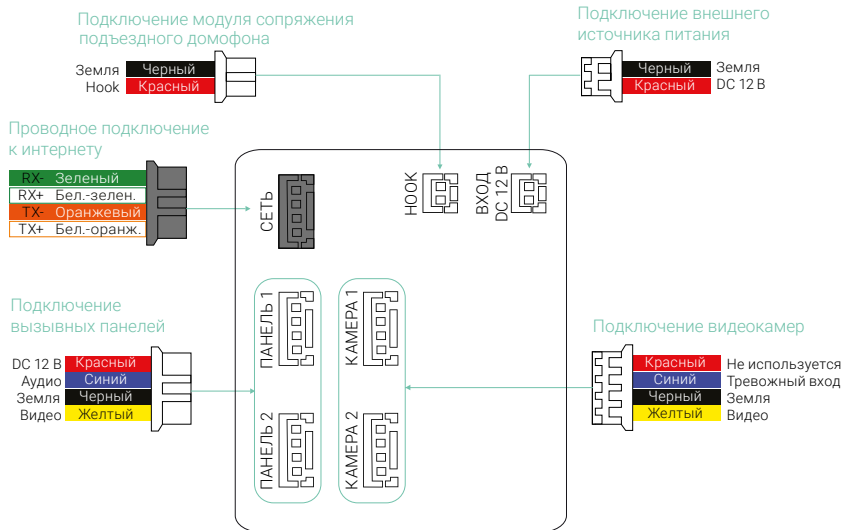 Подключение модуля сопряжения
подъездного домофона
Земля Черный
Hook Красный
Подключение внешнего
источника питания
Черный Земля
Красный DC 12 В
Проводное подключение
к интернету
RX- Зеленый
RX+ Бел.-зелен.
TX- Оранжевый
TX+ Бел.-оранж.
СЕТЬ
HOOK
ВХОД
DC 12 В
Подключение
вызывных панелей
DC 12 В Красный
Аудио Синий
Земля Черный
Видео Желтый
ПАНЕЛЬ 1
КАМЕРА 1
ПАНЕЛЬ 2
КАМЕРА 2
Подключение видеокамер
Красный Не используется
Синий Тревожный вход
Черный Земля
Желтый Видео